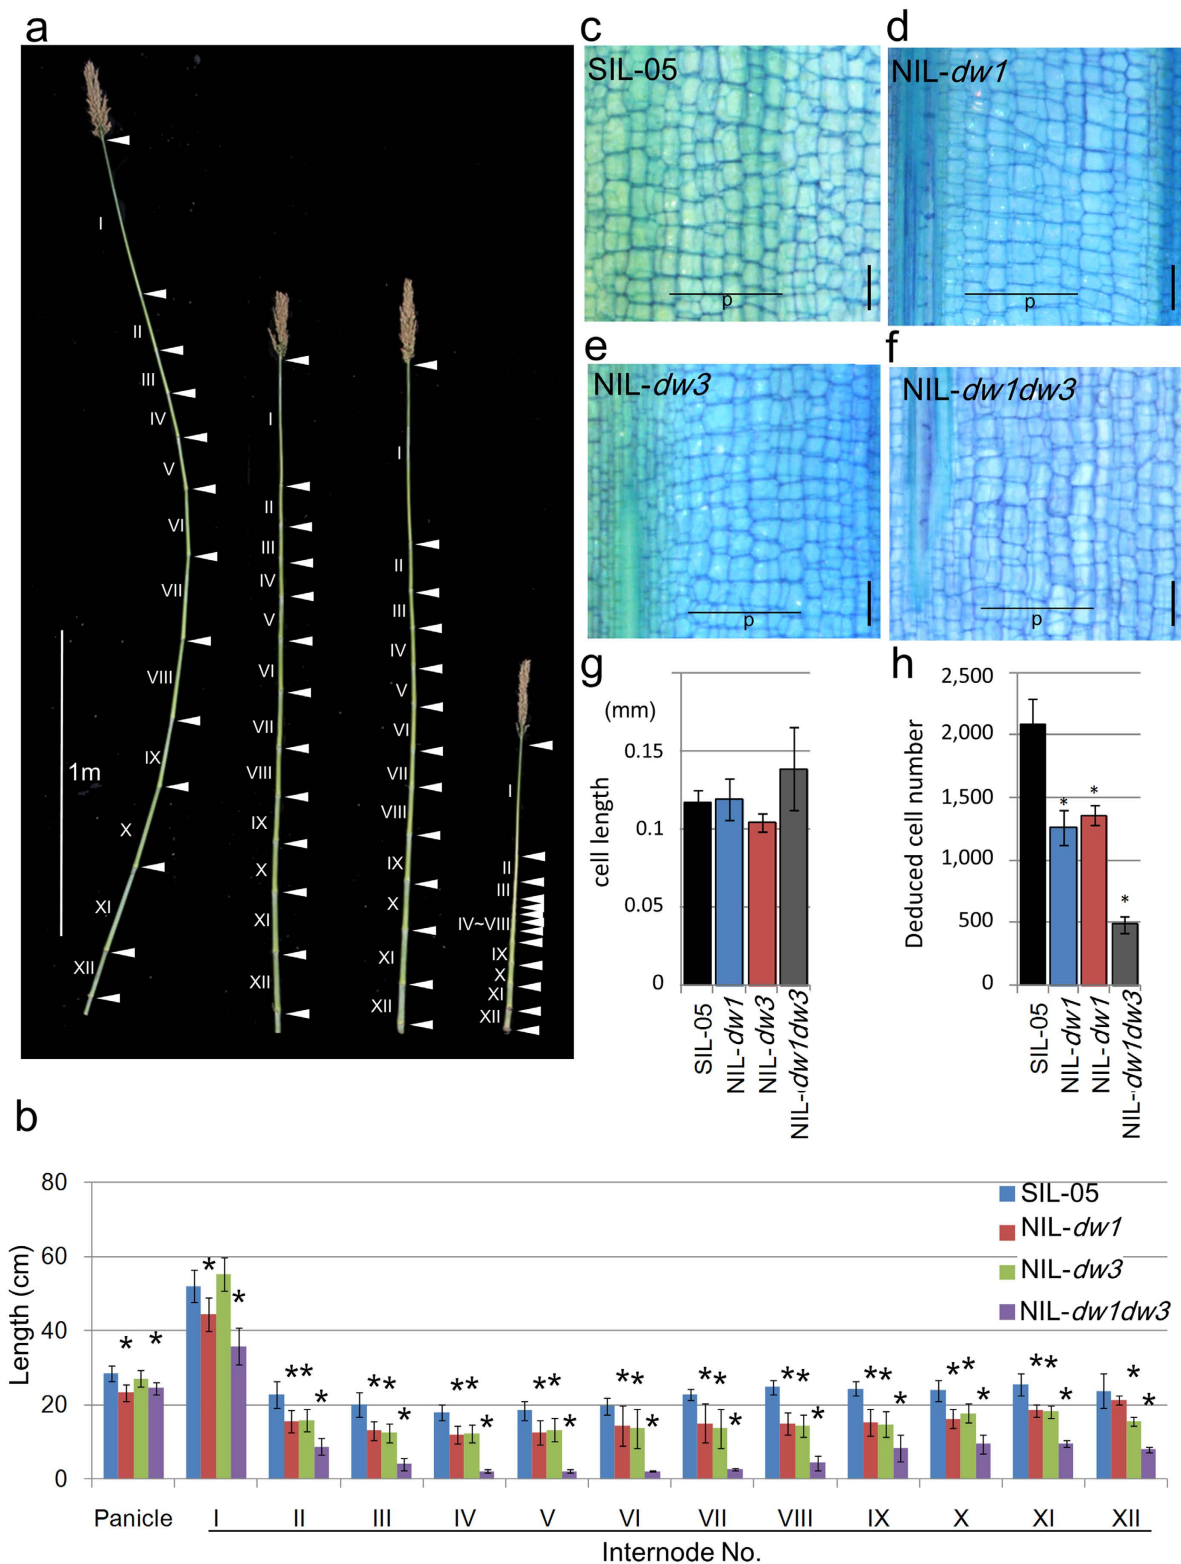 a
I
II
III
IV
V
VI
VII
VIII
IX
X
XI
XII
1m
I
II
III
IV
V
VI
VII
VIII
IX
X
XI
XII
I
II
III
IV
V
VI
VII
VIII
IX
X
XI
XII
I
II
III
IV~VIII
IX
X
XI
XII
c
SIL-05
p
d
NIL-dw1
p
e
NIL-dw3
p
f
NIL-dw1dw3
p
g
(mm)
0.15
0.1
0.05
0
cell length
SIL-05
NIL-dw1
NIL-dw3
NIL-dw1dw3
h
2,500
2,000
1,500
1,000
500
0
Deduced cell number
* * *
SIL-05
NIL-dw1
NIL-dw1
NIL-dw1dw3
b
80
60
40
20
0
Length (cm)
SIL-05
NIL-dw1
NIL-dw3
NIL-dw1dw3
* * * * ** * ** * ** * ** * ** * ** * ** * ** * ** * ** * * *
Panicle I II III IV V VI VII VIII IX X XI XII
Internode No.